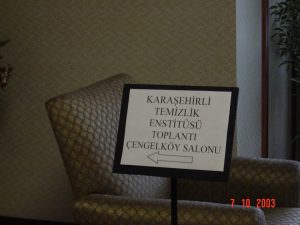 KARAŞEHİRLİ
TEMİZLİK
ENSTİTÜSÜ
TOPLANTI
ÇENGELKÖY SALONU
7 10 2003